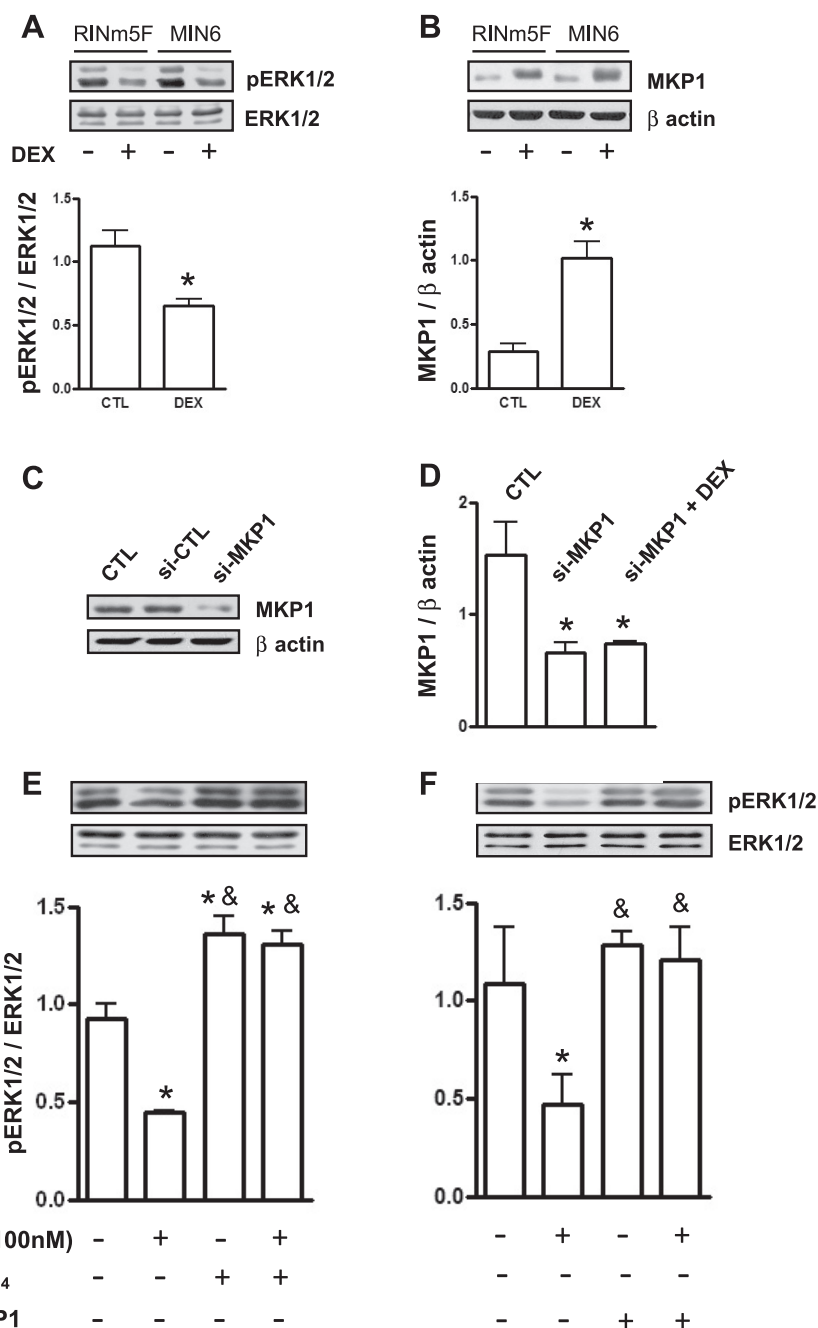 A
RINm5F MIN6
pERK1/2
ERK1/2
DEX - + - +
pERK1/2 / ERK1/2
1.5
1.0
0.5
0.0
CTL DEX
*
B
RINm5F MIN6
MKP1
β actin
- + - +
MKP1 / β actin
1.5
1.0
0.5
0.0
CTL DEX
*
C
CTL si-CTL si-MKP1
MKP1
β actin
D
CTL si-MKP1 si-MKP1 + DEX
MKP1 / β actin
2
1
0
* *
E
pERK1/2 / ERK1/2
1.5
1.0
0.5
0.0
* * & * &
F
pERK1/2
ERK1/2
1.5
1.0
0.5
0.0
* & &
00nM) - + - + - + - +
4 - - + + - - - -
P1 - - - - - - + +